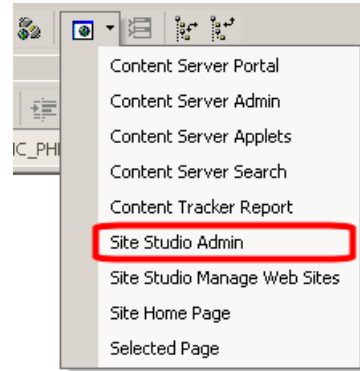 Content Server Portal
Content Server Admin
Content Server Applets
IC_PHI
Content Server Search
Content Tracker Report
Site Studio Admin
Site Studio Manage Web Sites
Site Home Page
Selected Page